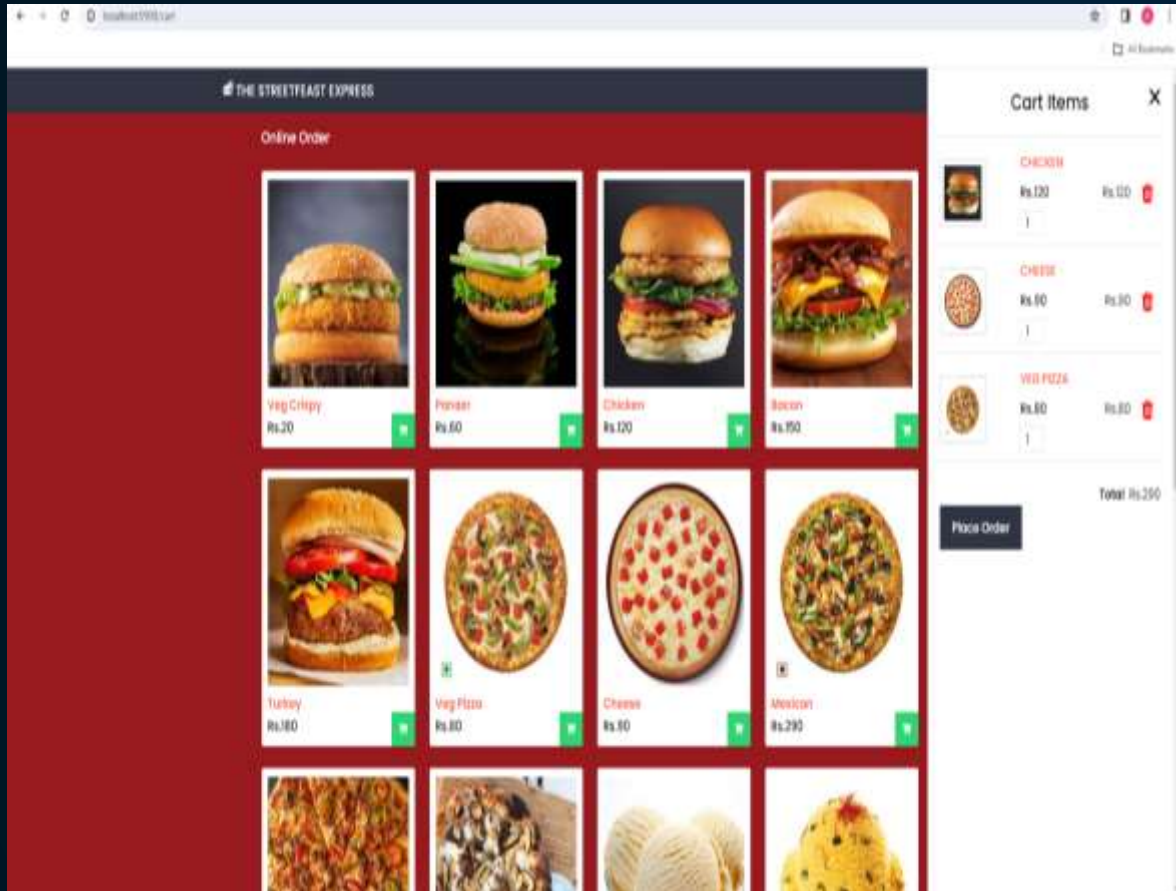 All Bookmarks
THE STREETFEAST EXPRESS
Online Order
Veg Crispy
Rs.20
Paneer
Rs.60
Chicken
Rs.120
Bacon
Rs.150
Turkey
Rs.180
Veg Pizza
Rs.80
Cheese
Rs.90
Mexican
Rs.290
Cart Items
X
CHICKEN
Rs.120
Rs.120
1
CHEESE
Rs.90
Rs.90
1
VEG PIZZA
Rs.80
Rs.80
1
Total Rs.290
Place Order